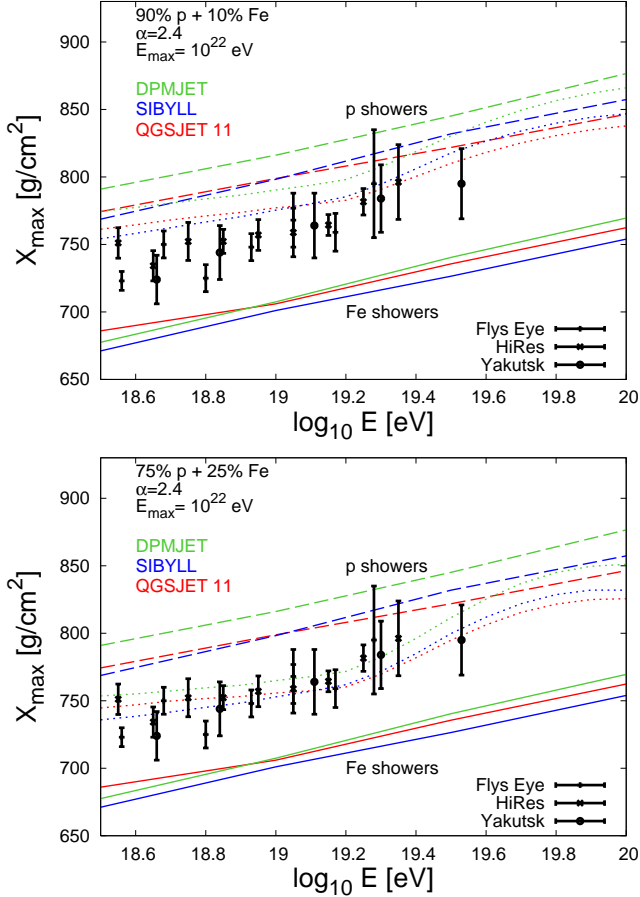 90% p + 10% Fe
α=2.4
E_max= 10^22 eV
DPMJET
SIBYLL
QGSJET 11
p showers
Fe showers
Flys Eye
HiRes
Yakutsk
X_max [g/cm^2]
900
850
800
750
700
650
18.6 18.8 19 19.2 19.4 19.6 19.8 20
log_10 E [eV]
75% p + 25% Fe
α=2.4
E_max= 10^22 eV
DPMJET
SIBYLL
QGSJET 11
p showers
Fe showers
Flys Eye
HiRes
Yakutsk
X_max [g/cm^2]
900
850
800
750
700
650
18.6 18.8 19 19.2 19.4 19.6 19.8 20
log_10 E [eV]